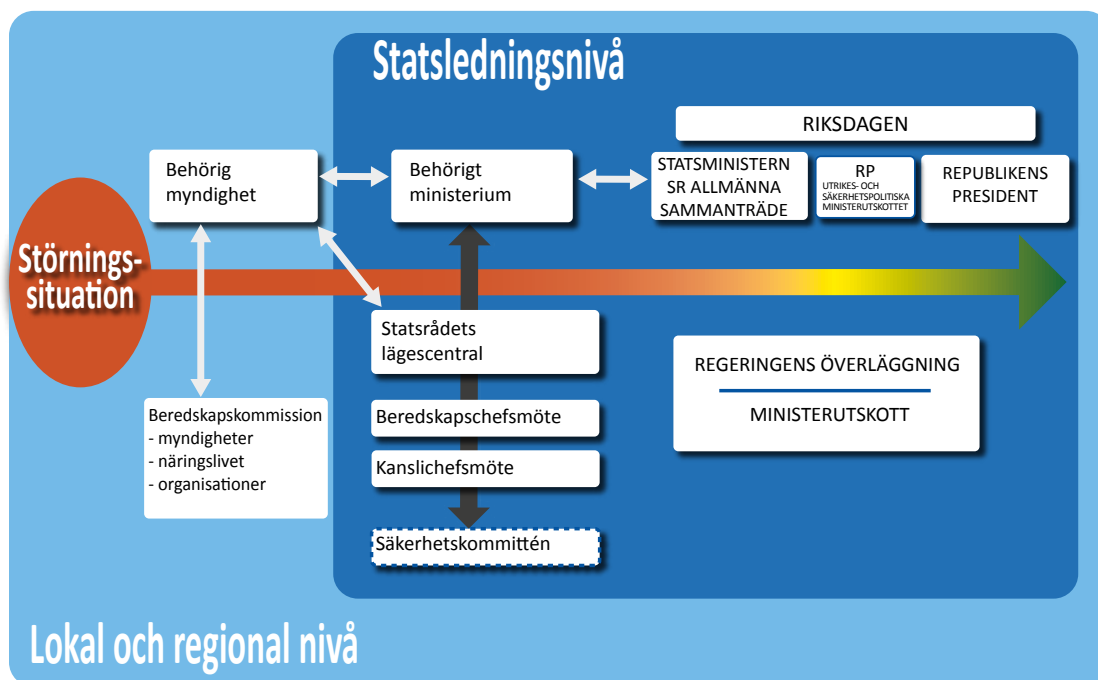 Statsledningsnivå
RIKSDAGEN
Behörig
myndighet
Behörigt
ministerium
STATSMINISTERN
SR ALLMÄNNA
SAMMANTRÄDE
RP
UTRIKES- OCH
SÄKERHETSPOLITISKA
MINISTERUTSKOTTET
REPUBLIKENS
PRESIDENT
Störnings-
situation
Statsrådets
lägescentral
REGERINGENS ÖVERLÄGGNING
MINISTERUTSKOTT
Beredskapskommission
- myndigheter
- näringslivet
- organisationer
Beredskapschefsmöte
Kanslichefsmöte
Säkerhetskommittén
Lokal och regional nivå